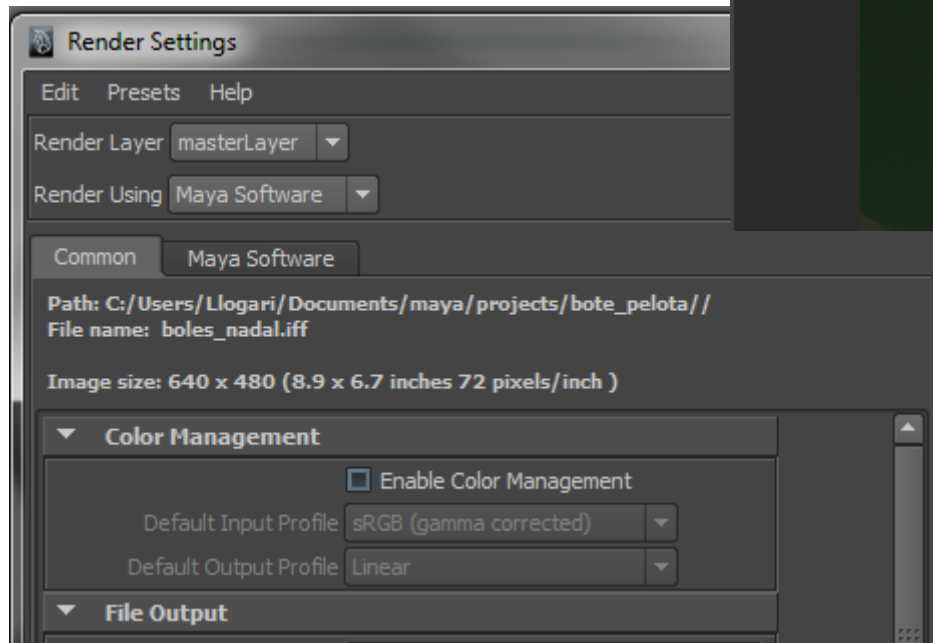 Render Settings
Edit Presets Help
Render Layer masterLayer
Render Using Maya Software
Common Maya Software
Path: C:/Users/Llogari/Documents/maya/projects/bote_pelota//
File name: boles_nadal.iff
Image size: 640 x 480 (8.9 x 6.7 inches 72 pixels/inch )
Color Management
Enable Color Management
Default Input Profile sRGB (gamma corrected)
Default Output Profile Linear
File Output